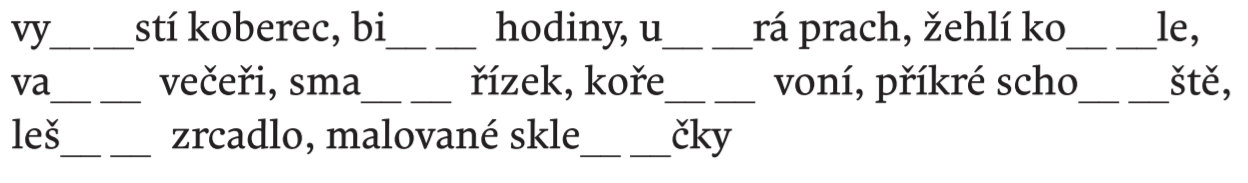 vy__ __stí koberec, bi__ __ hodiny, u__ __rá prach, žehlí ko__ __le,
va__ __ večeři, sma__ __ řízek, koře__ __ voní, příkré scho__ __ště,
leš__ __ zrcadlo, malované skle__ __čky